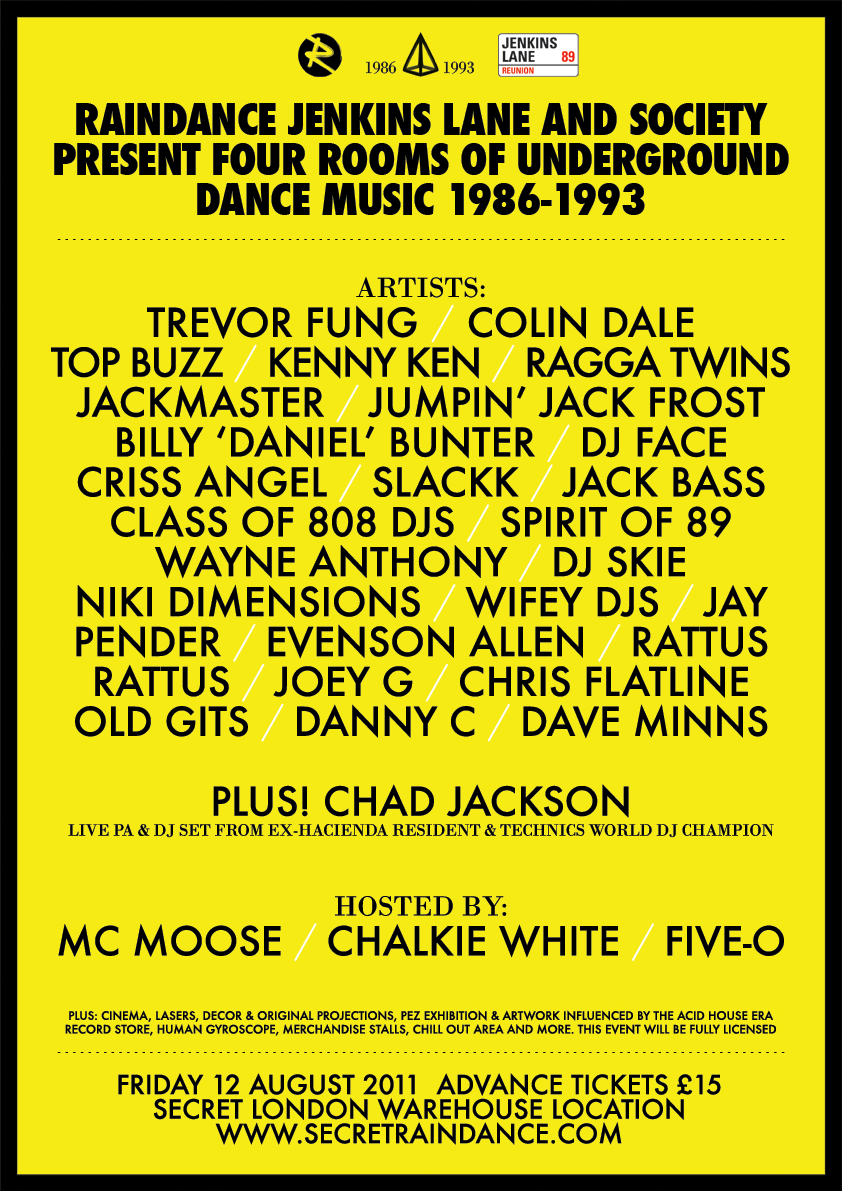 R
1986 1993
JENKINS
LANE 89
REUNION
RAINDANCE JENKINS LANE AND SOCIETY
PRESENT FOUR ROOMS OF UNDERGROUND
DANCE MUSIC 1986-1993
ARTISTS:
TREVOR FUNG / COLIN DALE
TOP BUZZ / KENNY KEN / RAGGA TWINS
JACKMASTER / JUMPIN’ JACK FROST
BILLY ‘DANIEL’ BUNTER / DJ FACE
CRISS ANGEL / SLACKK / JACK BASS
CLASS OF 808 DJS / SPIRIT OF 89
WAYNE ANTHONY / DJ SKIE
NIKI DIMENSIONS / WIFEY DJS / JAY
PENDER / EVENSON ALLEN / RATTUS
RATTUS / JOEY G / CHRIS FLATLINE
OLD GITS / DANNY C / DAVE MINNS
PLUS! CHAD JACKSON
LIVE PA & DJ SET FROM EX-HACIENDA RESIDENT & TECHNICS WORLD DJ CHAMPION
HOSTED BY:
MC MOOSE / CHALKIE WHITE / FIVE-O
PLUS: CINEMA, LASERS, DECOR & ORIGINAL PROJECTIONS, PEZ EXHIBITION & ARTWORK INFLUENCED BY THE ACID HOUSE ERA
RECORD STORE, HUMAN GYROSCOPE, MERCHANDISE STALLS, CHILL OUT AREA AND MORE. THIS EVENT WILL BE FULLY LICENSED
FRIDAY 12 AUGUST 2011 ADVANCE TICKETS £15
SECRET LONDON WAREHOUSE LOCATION
WWW.SECRETRAINDANCE.COM